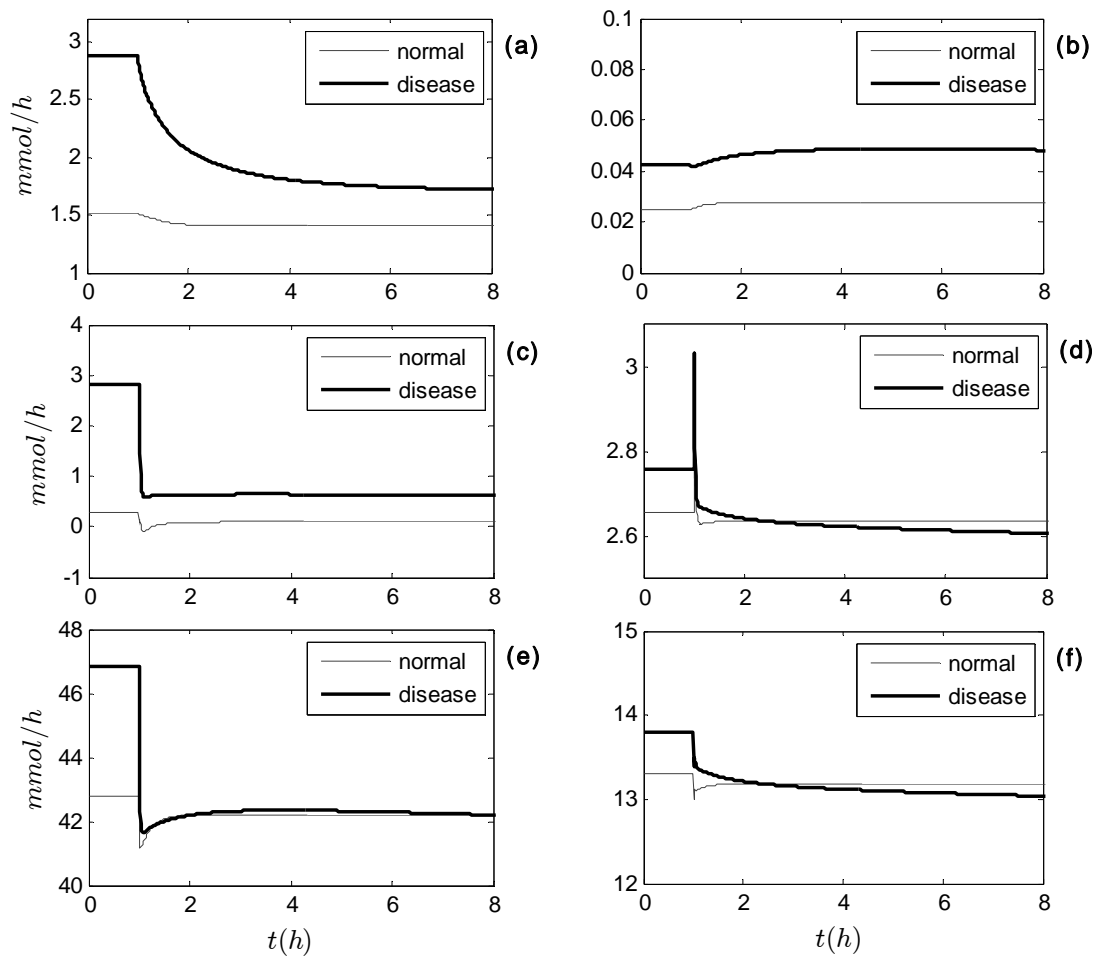 3
2.5
2
1.5
1
0 2 4 6 8
mmol/h
normal
disease
(a)
0.1
0.08
0.06
0.04
0.02
0
0 2 4 6 8
normal
disease
(b)
4
3
2
1
0
-1
0 2 4 6 8
mmol/h
normal
disease
(c)
3
2.8
2.6
0 2 4 6 8
normal
disease
(d)
48
46
44
42
40
0 2 4 6 8
mmol/h
t(h)
normal
disease
(e)
15
14
13
12
0 2 4 6 8
t(h)
normal
disease
(f)